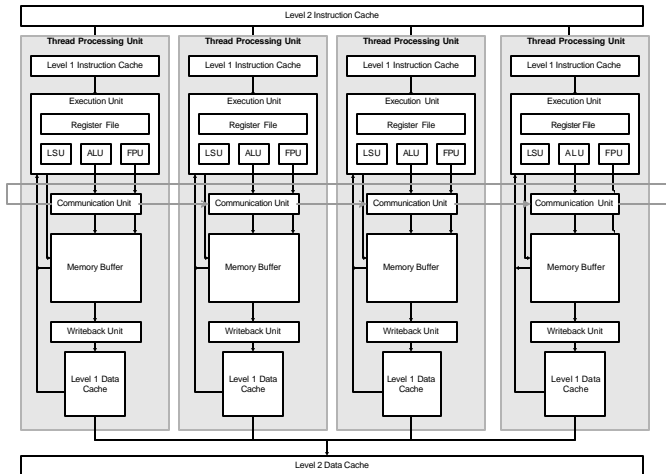 Level 2 Instruction Cache
Thread Processing Unit
Level 1 Instruction Cache
Execution Unit
Register File
LSU
ALU
FPU
Communication Unit
Memory Buffer
Writeback Unit
Level 1 Data
Cache
Thread Processing Unit
Level 1 Instruction Cache
Execution Unit
Register File
LSU
ALU
FPU
Communication Unit
Memory Buffer
Writeback Unit
Level 1 Data
Cache
Thread Processing Unit
Level 1 Instruction Cache
Execution Unit
Register File
LSU
ALU
FPU
Communication Unit
Memory Buffer
Writeback Unit
Level 1 Data
Cache
Thread Processing Unit
Level 1 Instruction Cache
Execution Unit
Register File
LSU
ALU
FPU
Communication Unit
Memory Buffer
Writeback Unit
Level 1 Data
Cache
Level 2 Data Cache